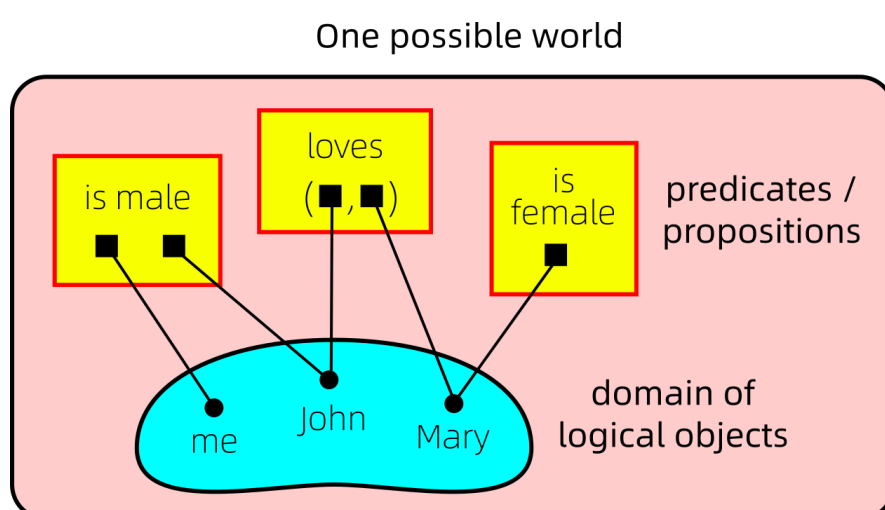 One possible world
loves
( , )
is male
is
female
predicates /
propositions
me
John
Mary
domain of
logical objects